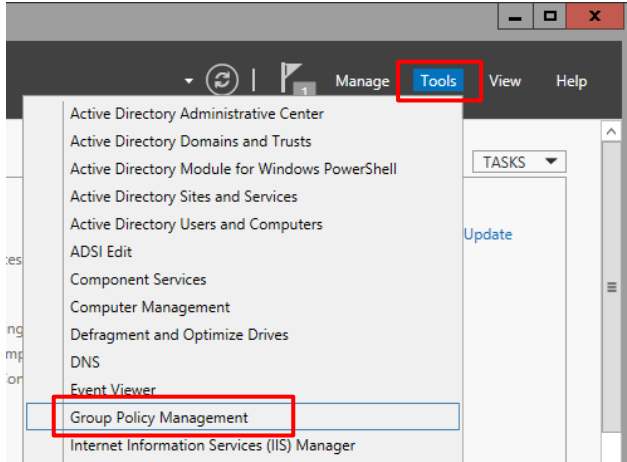 1
Manage Tools View Help
Active Directory Administrative Center
Active Directory Domains and Trusts
Active Directory Module for Windows PowerShell
TASKS
Active Directory Sites and Services
Active Directory Users and Computers
Update
ADSI Edit
Component Services
Computer Management
Defragment and Optimize Drives
DNS
Event Viewer
Group Policy Management
Internet Information Services (IIS) Manager